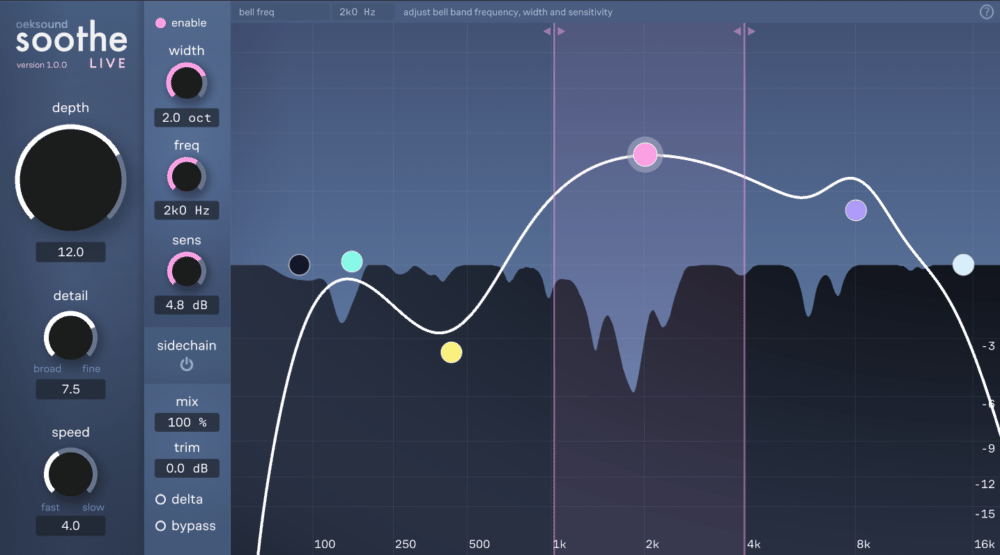 oeksound
soothe
version 1.0.0 LIVE
depth
12.0
detail
broad fine
7.5
speed
fast slow
4.0
enable
width
2.0 oct
freq
2k0 Hz
sens
4.8 dB
sidechain
mix
100 %
trim
0.0 dB
delta
bypass
bell freq 2k0 Hz adjust bell band frequency, width and sensitivity ?
-3
-6
-9
-12
-15
100 250 500 1k 2k 4k 8k 16k